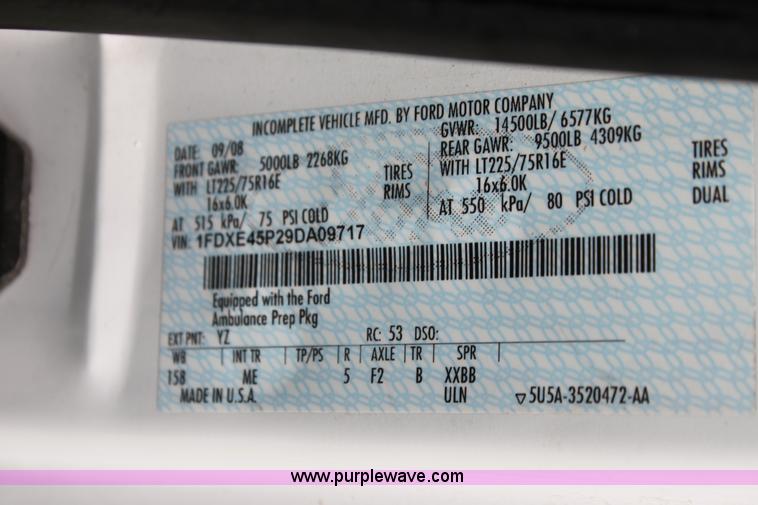 INCOMPLETE VEHICLE MFD. BY FORD MOTOR COMPANY
DATE: 09/08 GVWR: 14500LB/ 6577KG
FRONT GAWR: 5000LB 2268KG REAR GAWR: 9500LB 4309KG
WITH LT225/75R16E TIRES WITH LT225/75R16E TIRES
16x6.0K RIMS 16x6.0K RIMS
AT 515 kPa/ 75 PSI COLD AT 550 kPa/ 80 PSI COLD DUAL
VIN: 1FDXE45P29DA09717
Equipped with the Ford
Ambulance Prep Pkg
EXT PNT: YZ RC: 53 DSO:
WB INT TR TP/PS R AXLE TR SPR
158 ME 5 F2 B XXBB
MADE IN U.S.A. ULN ▽5U5A-3520472-AA
www.purplewave.com